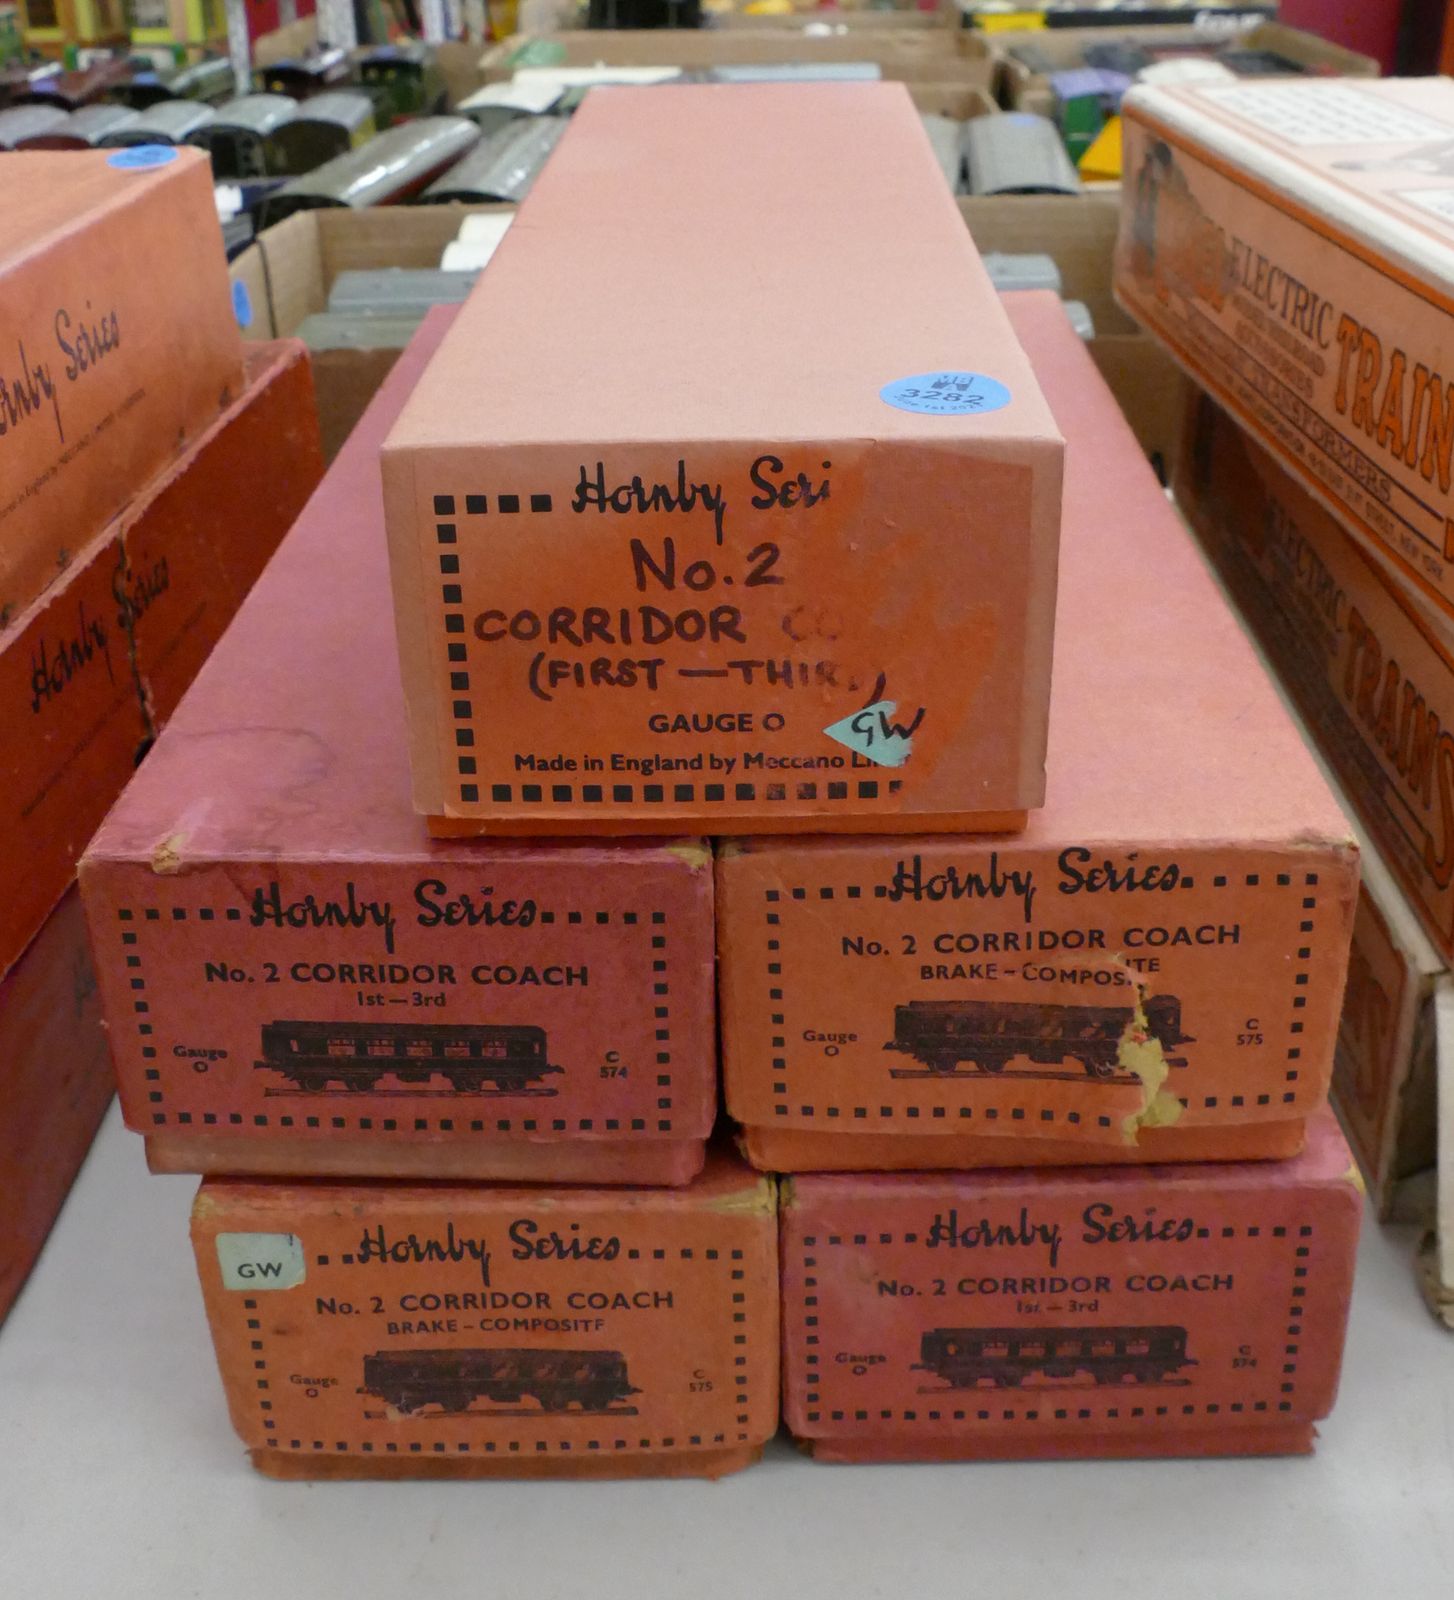 3282
Hornby Seri
No. 2
CORRIDOR CO
(FIRST — THIR
GAUGE O
GW
Made in England by Meccano
Hornby Series
No. 2 CORRIDOR COACH
1st — 3rd
Gauge
O
C
574
Hornby Series
No. 2 CORRIDOR COACH
BRAKE - COMPOS TE
Gauge
O
C
575
GW
Hornby Series
No. 2 CORRIDOR COACH
BRAKE - COMPOSITE
Gauge
O
C
575
Hornby Series
No. 2 CORRIDOR COACH
1st — 3rd
Gauge
O
C
574
Hornby Series
Hornby Series
ELECTRIC
TRAIN
TRANSFORMERS
ELECTRIC
TRAINS